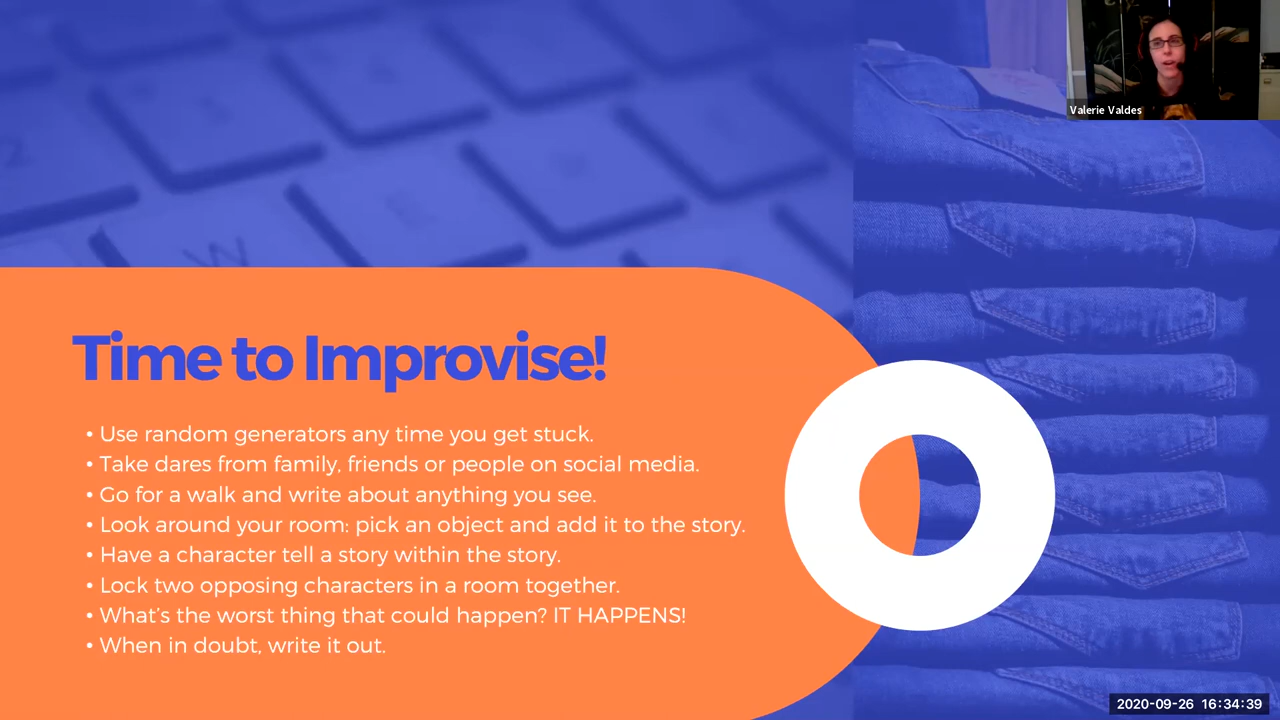 Valerie Valdes
W
Time to Improvise!
• Use random generators any time you get stuck.
• Take dares from family, friends or people on social media.
• Go for a walk and write about anything you see.
• Look around your room: pick an object and add it to the story.
• Have a character tell a story within the story.
• Lock two opposing characters in a room together.
• What's the worst thing that could happen? IT HAPPENS!
• When in doubt, write it out.
2020-09-26 16:34:39